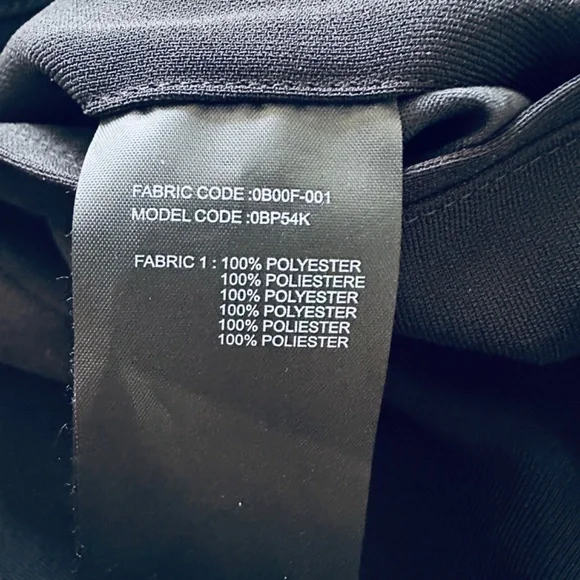 FABRIC CODE :0B00F-001
MODEL CODE :0BP54K
FABRIC 1 : 100% POLYESTER
100% POLIESTERE
100% POLYESTER
100% POLYESTER
100% POLIESTER
100% POLIESTER